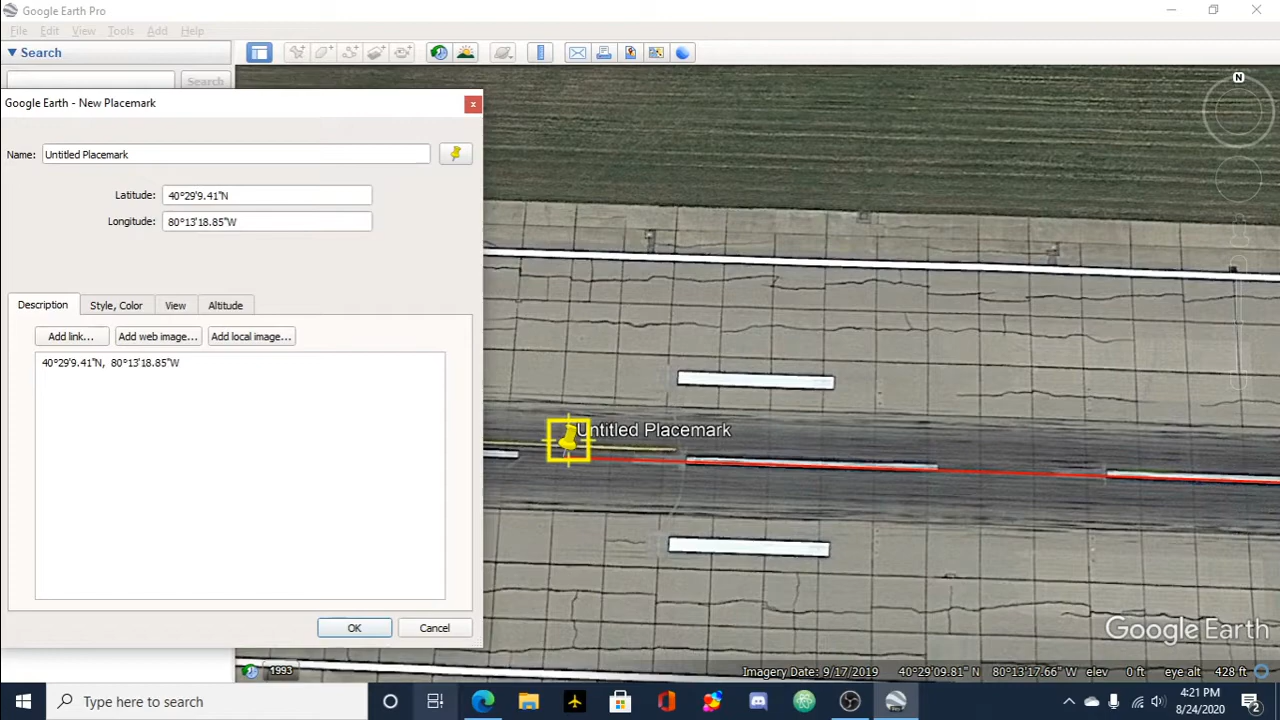 Google Earth Pro
File Edit View Tools Add Help
Search
Search
Google Earth - New Placemark
x
N
Name: Untitled Placemark
Latitude: 40°29'9.41"N
Longitude: 80°13'18.85"W
Description Style, Color View Altitude
Add link... Add web image... Add local image...
40°29'9.41"N, 80°13'18.85"W
Untitled Placemark
OK Cancel
Google Earth
1993 Imagery Date: 9/17/2019 40°29'09.81" N 80°13'17.66" W elev 0 ft eye alt 428 ft
Type here to search
4:21 PM
8/24/2020
2